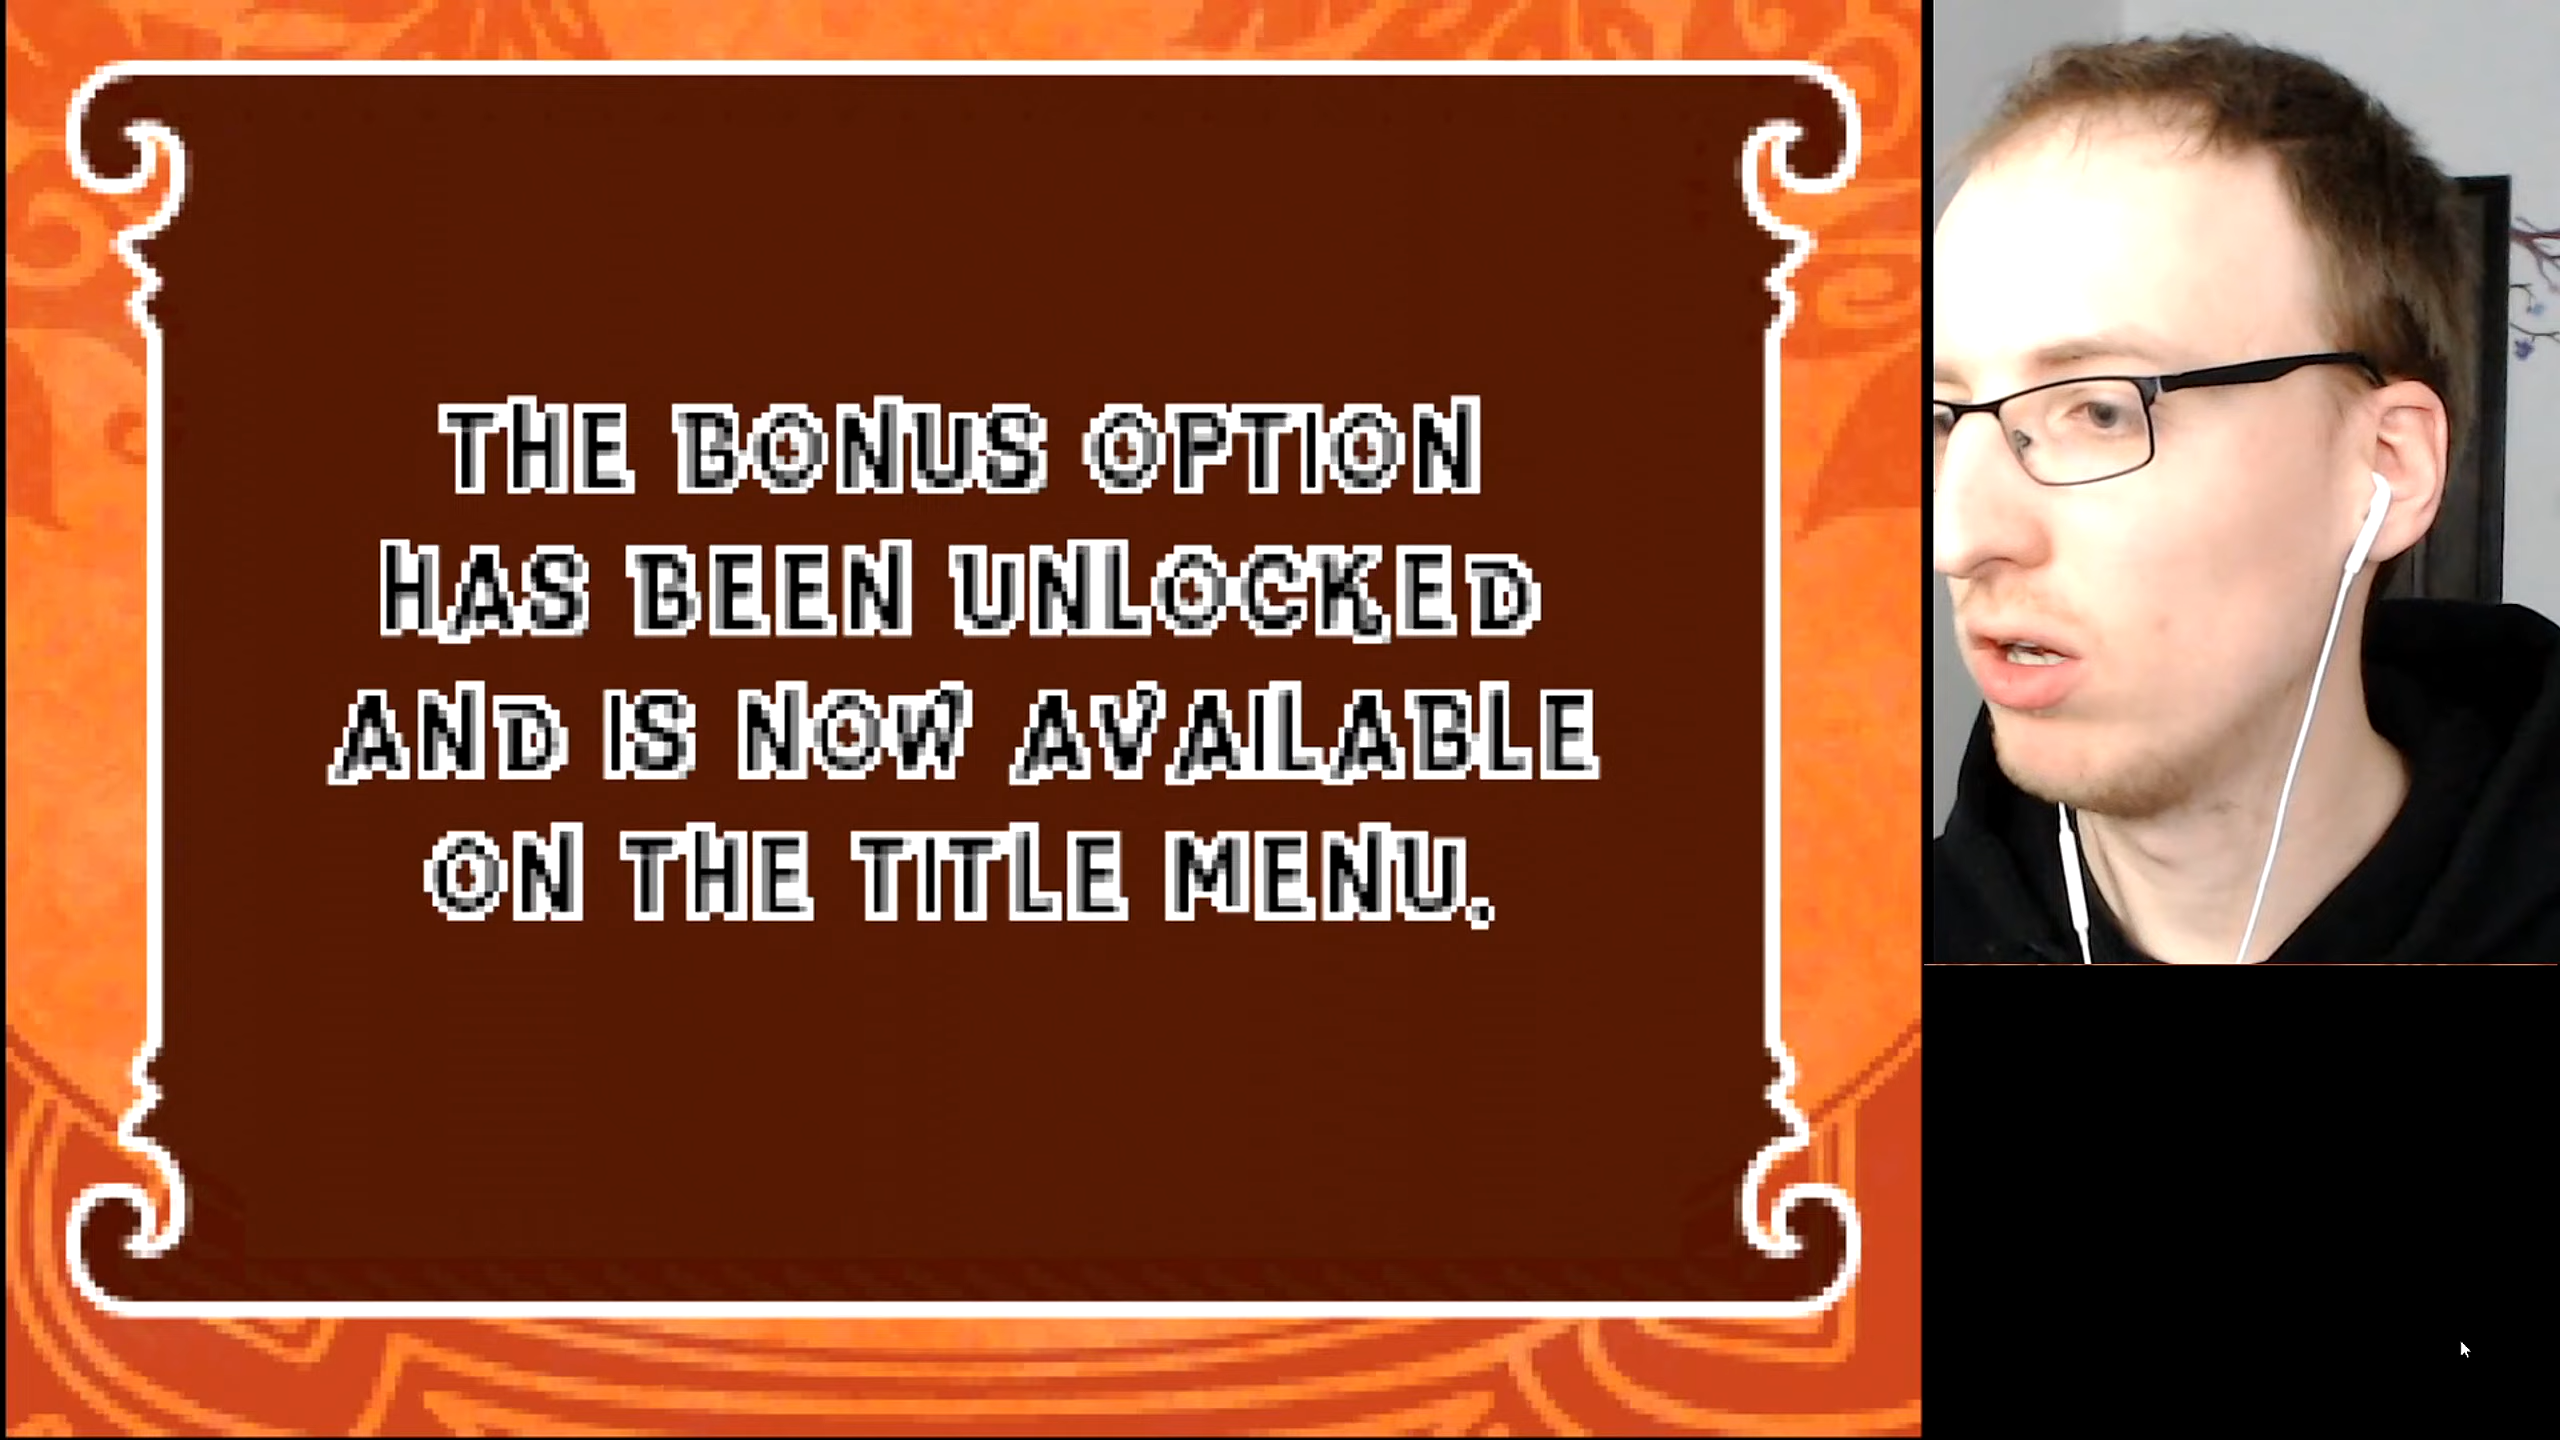 THE BONUS OPTION
HAS BEEN UNLOCKED
AND IS NOW AVAILABLE
ON THE TITLE MENU.